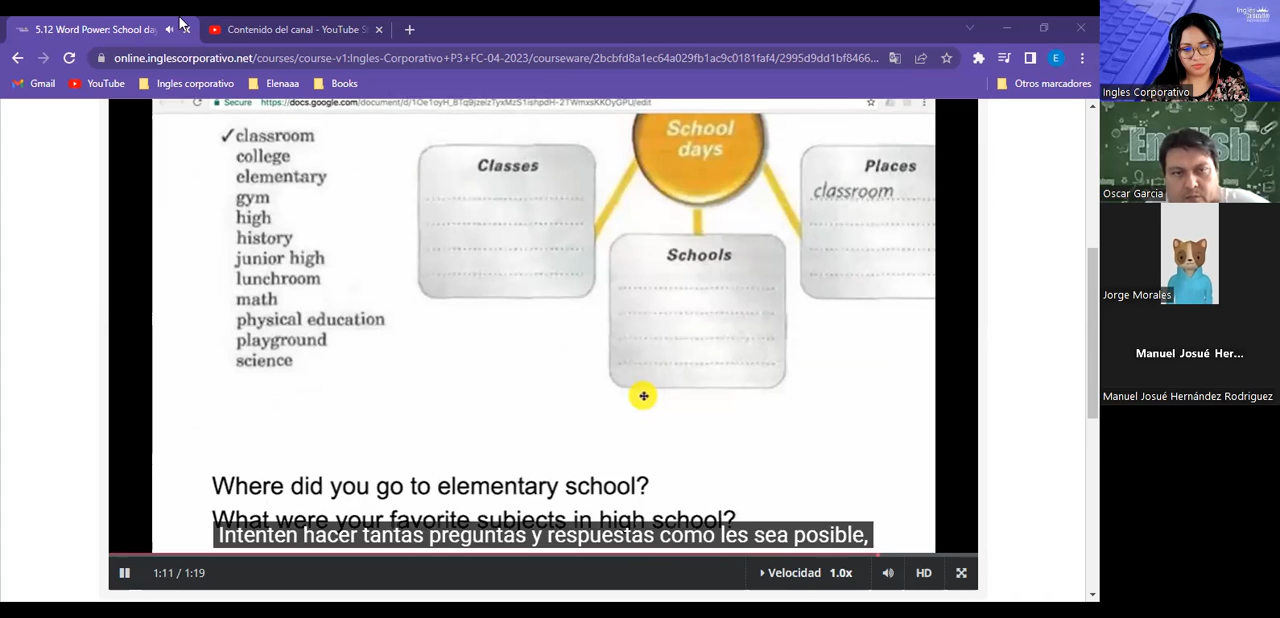 5.12 Word Power: School da
Contenido del canal - YouTube S
online.inglescorporativo.net/courses/course-v1:Ingles-Corporativo+P3+FC-04-2023/courseware/2bcbfd8a1ec64a029fb1ac9c0181faf4/2995d9dd1bf8466...
E
Gmail
YouTube
Ingles corporativo
Elenaaa
Books
Otros marcadores
Secure
classroom
college
elementary
gym
high
history
junior high
lunchroom
math
physical education
playground
science
Classes
School
days
Schools
Places
classroom
Where did you go to elementary school?
What were your favorite subjects in high school?
Intenten hacer tantas preguntas y respuestas como les sea posible,
1:11 / 1:19
Velocidad 1.0x
HD
Ingles Corporativo
English
Oscar Garcia
Jorge Morales
Manuel Josué Her...
Manuel Josué Hernández Rodriguez